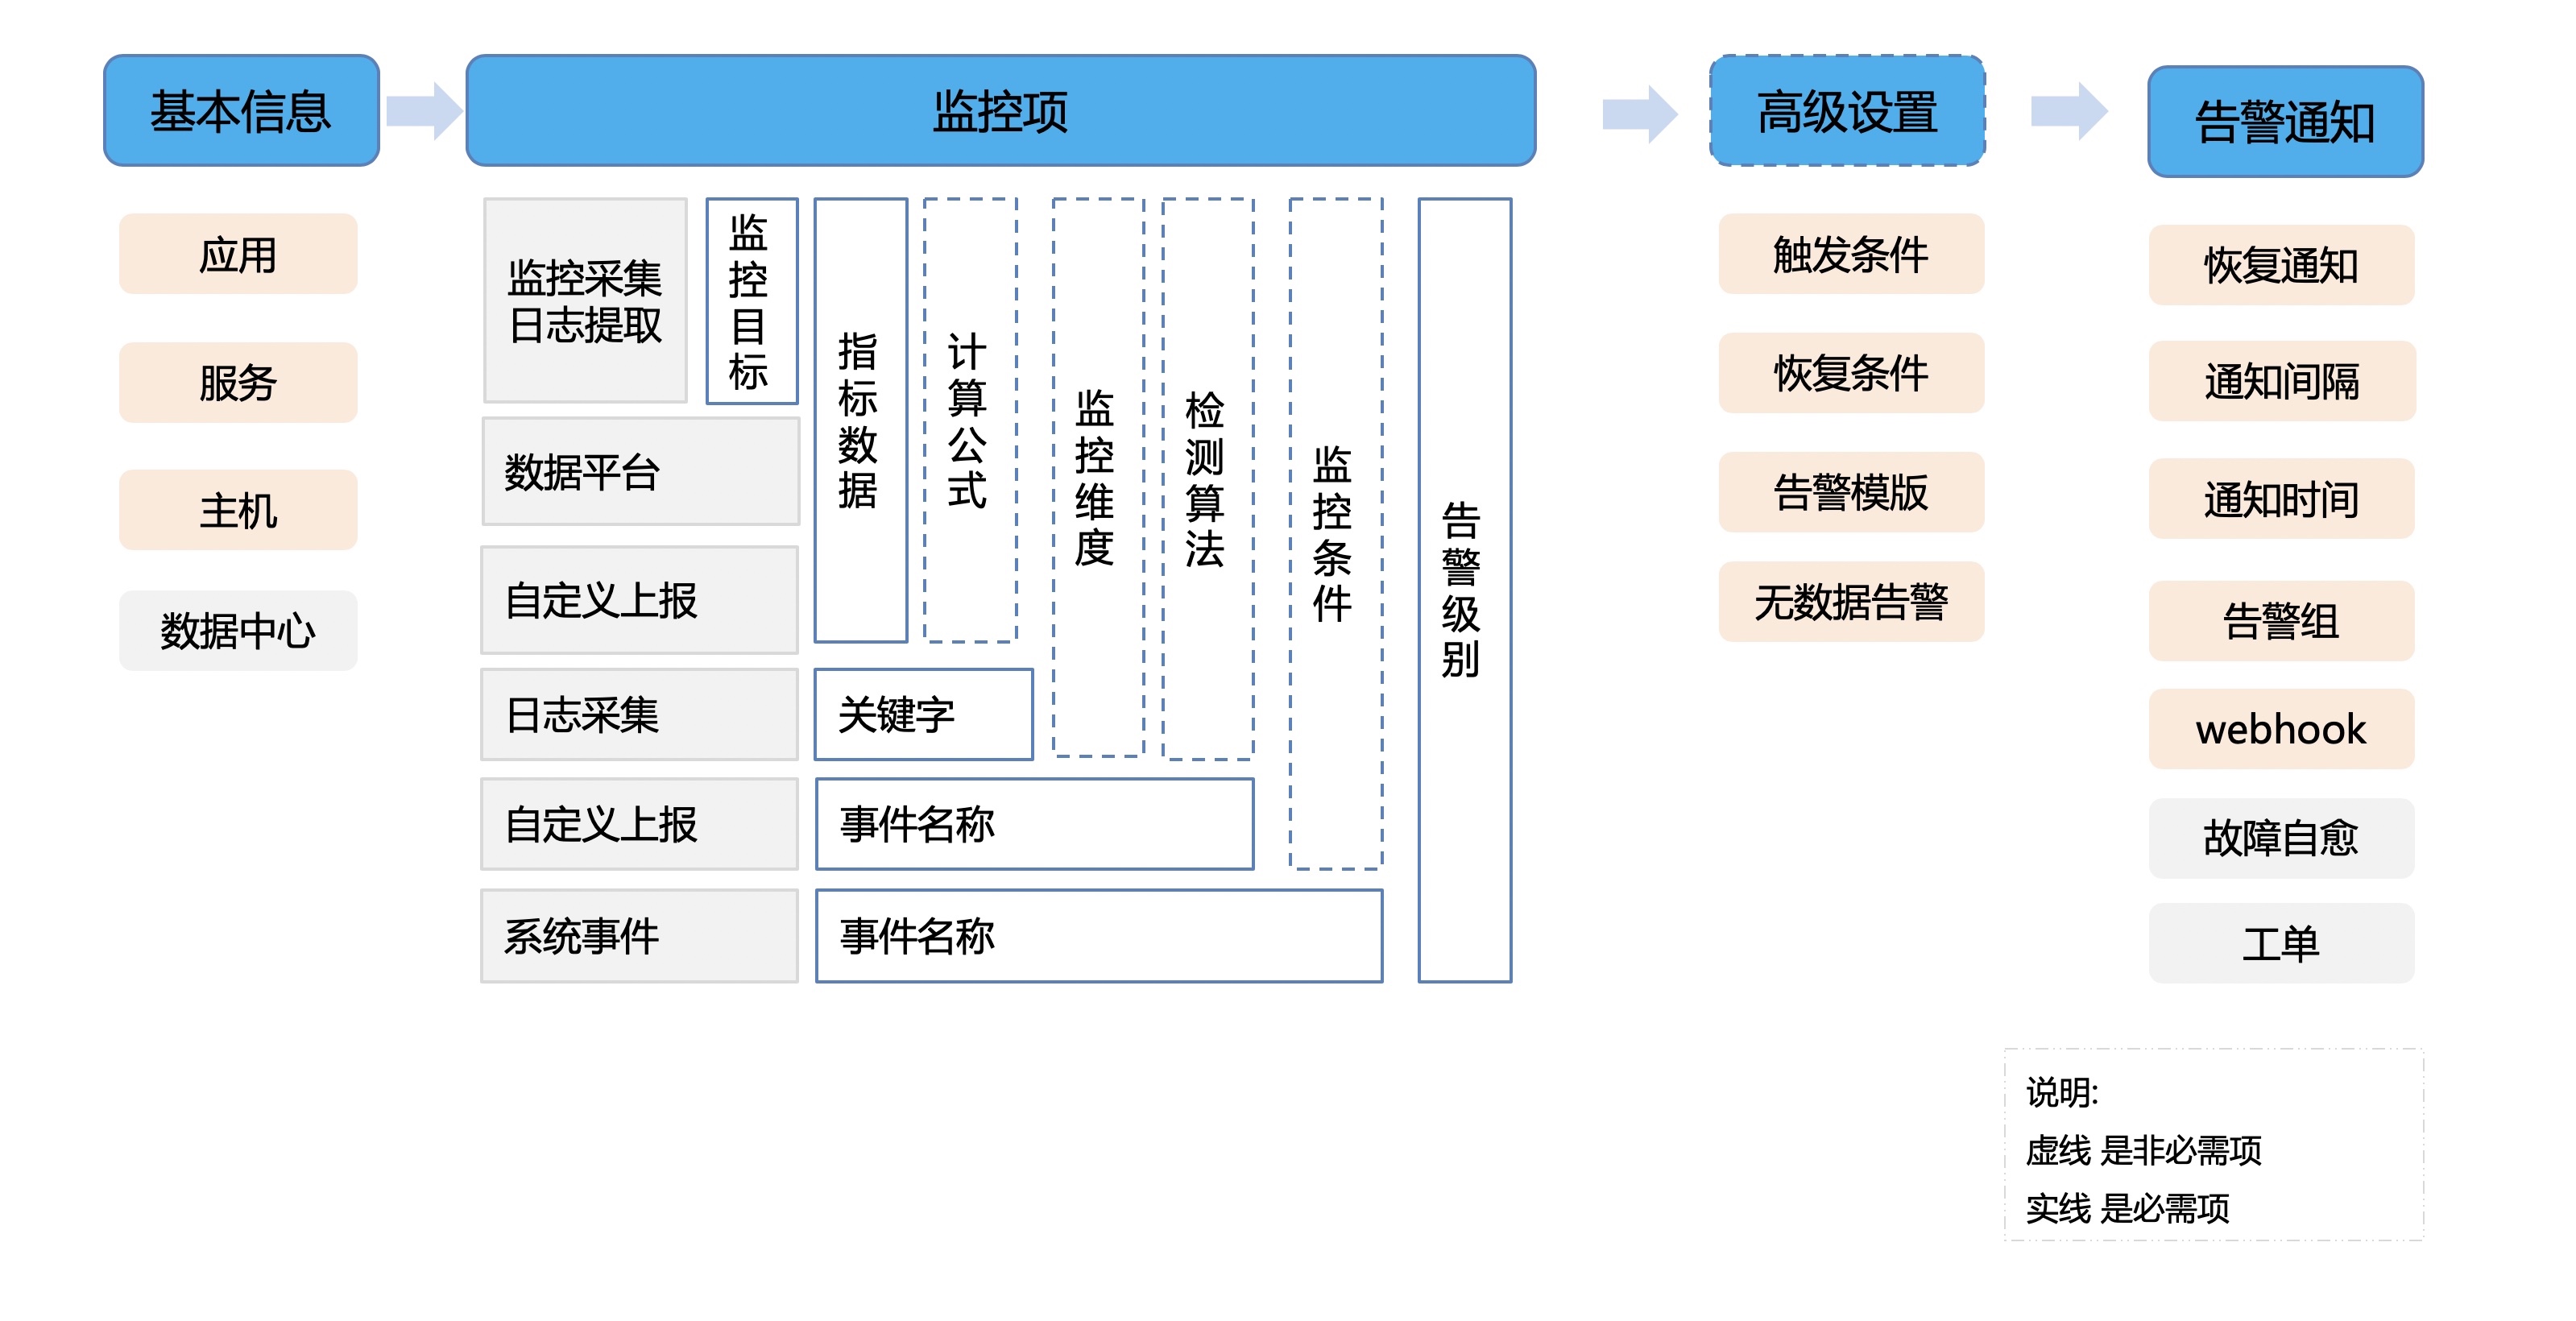 基本信息
监控项
高级设置
告警通知
应用
服务
主机
数据中心
监控采集
日志提取
监控目标
数据平台
自定义上报
日志采集
自定义上报
系统事件
指标数据
计算公式
监控维度
检测算法
监控条件
告警级别
关键字
事件名称
事件名称
触发条件
恢复条件
告警模版
无数据告警
恢复通知
通知间隔
通知时间
告警组
webhook
故障自愈
工单
说明:
虚线 是非必需项
实线 是必需项